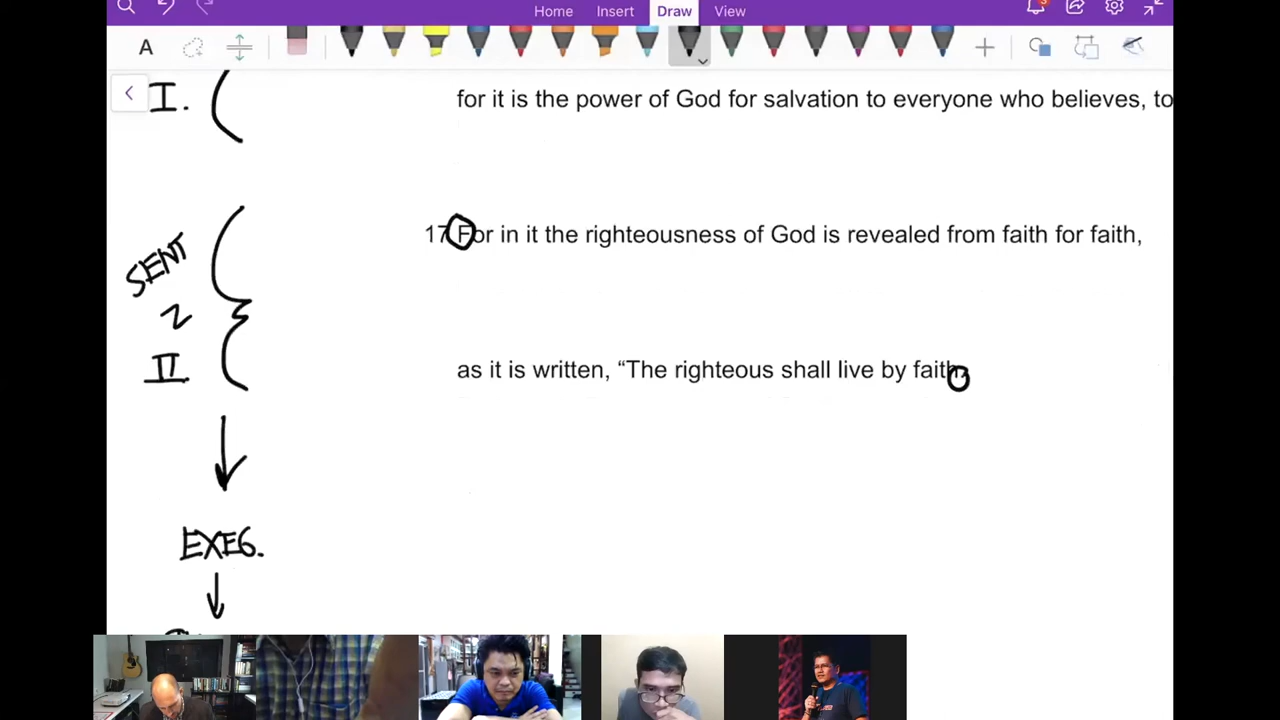 Home Insert Draw View
A
I.
for it is the power of God for salvation to everyone who believes, to
17 For in it the righteousness of God is revealed from faith for faith,
SENT
2
II
as it is written, “The righteous shall live by faith
EXEG.